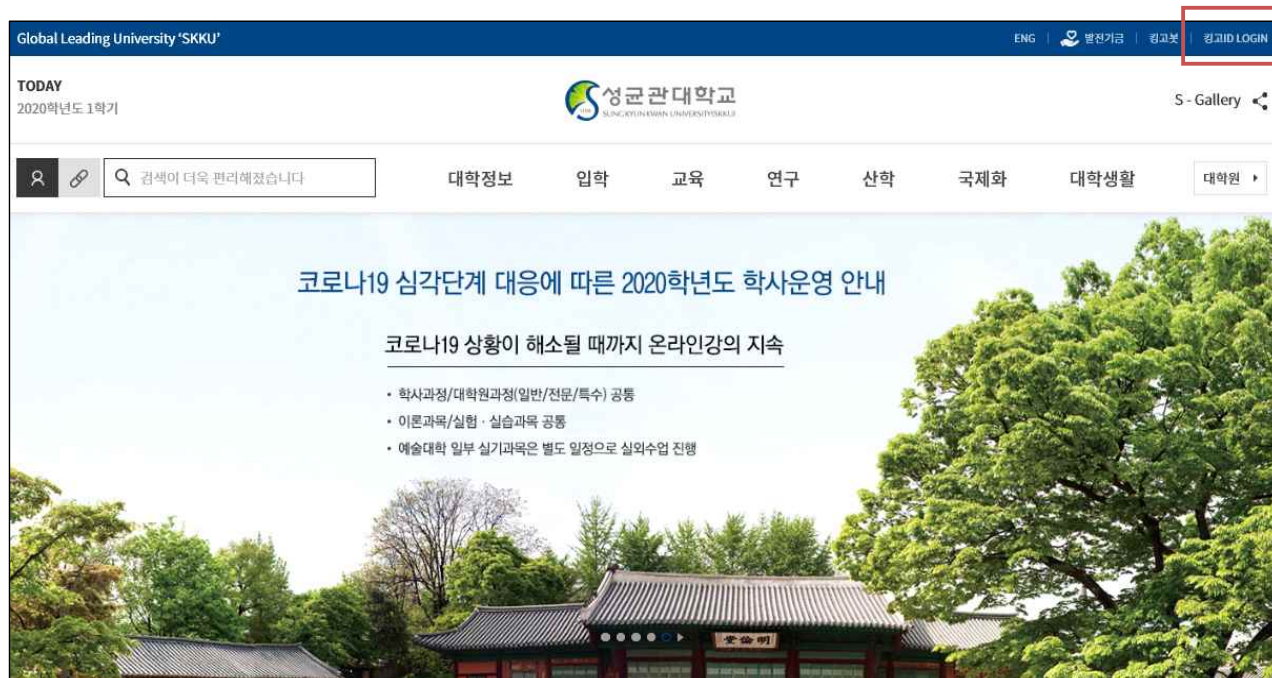 Global Leading University ‘SKKU’
ENG
발전기금
킹고봇
킹고ID LOGIN
TODAY
2020학년도 1학기
성균관대학교
SUNGKYUNKWAN UNIVERSITY(SKKU)
S - Gallery
검색이 더욱 편리해졌습니다
대학정보
입학
교육
연구
산학
국제화
대학생활
대학원
코로나19 심각단계 대응에 따른 2020학년도 학사운영 안내
코로나19 상황이 해소될 때까지 온라인강의 지속
• 학사과정/대학원과정(일반/전문/특수) 공통
• 이론과목/실험 · 실습과목 공통
• 예술대학 일부 실기과목은 별도 일정으로 실외수업 진행
堂倫明